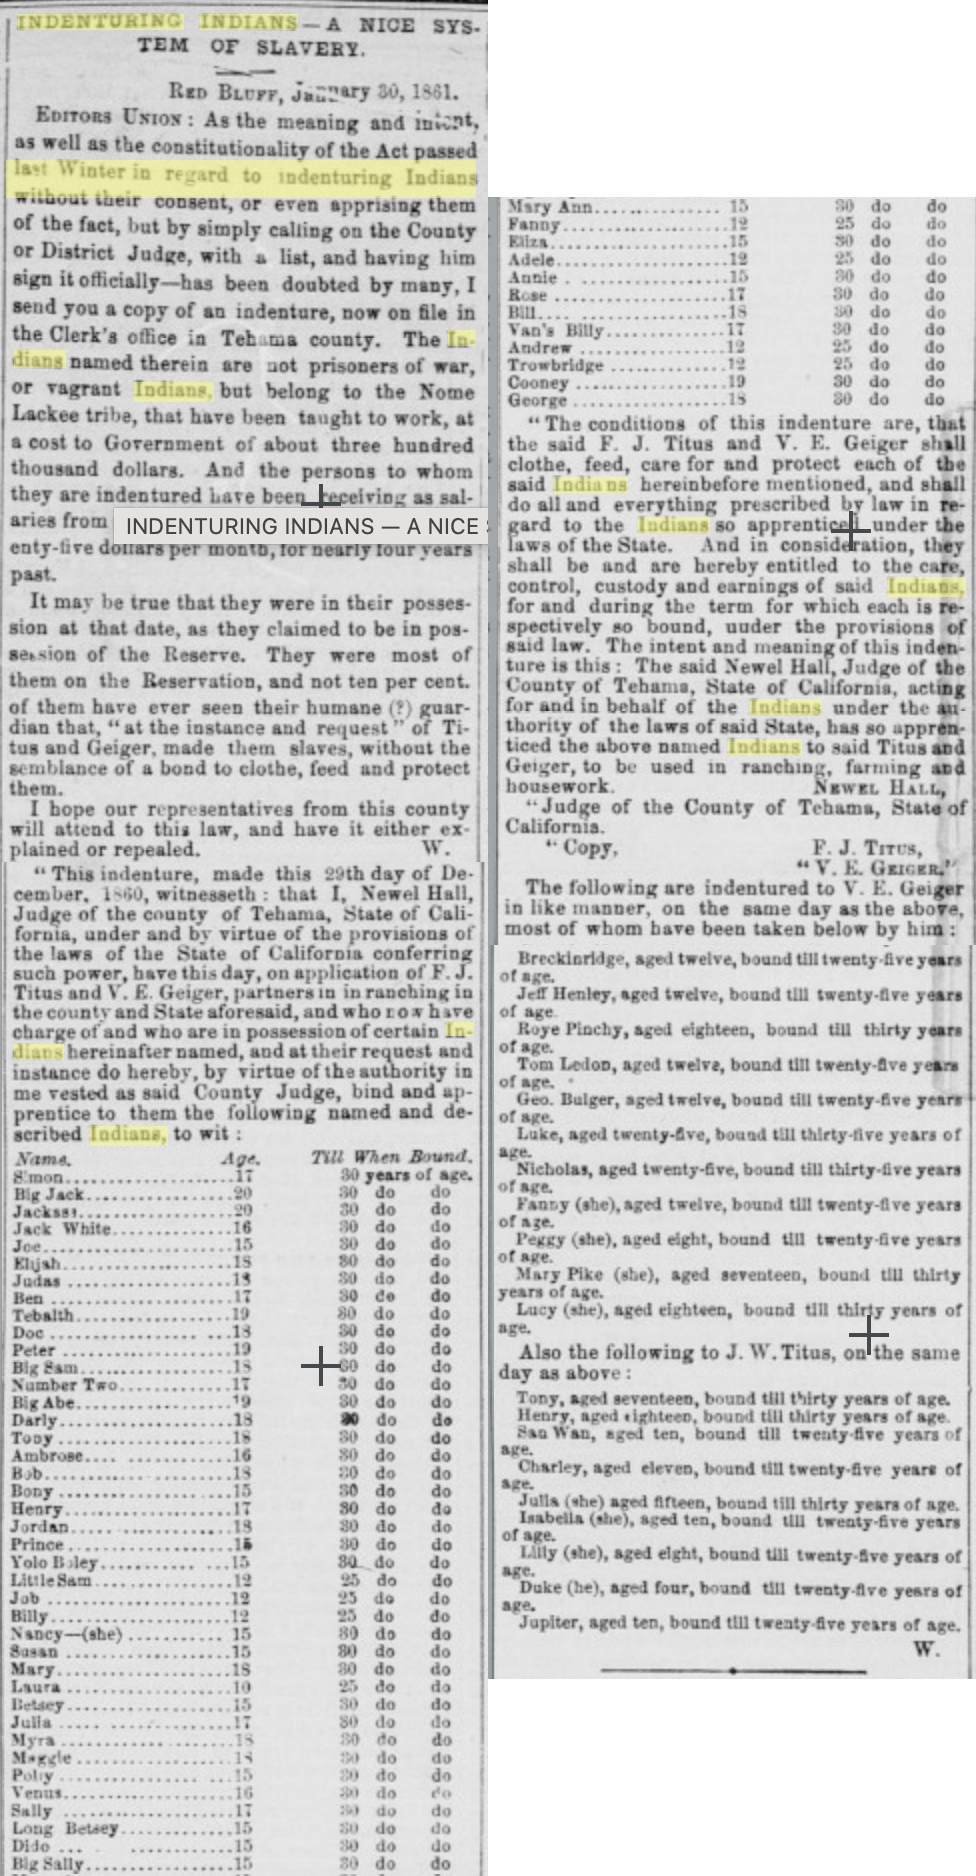 INDENTURING INDIANS—A NICE SYS-
TEM OF SLAVERY.
RED BLUFF, January 30, 1861.
EDITORS UNION: As the meaning and intent,
as well as the constitutionality of the Act passed
last Winter in regard to indenturing Indians
without their consent, or even apprising them
of the fact, but by simply calling on the County
or District Judge, with a list, and having him
sign it officially—has been doubted by many, I
send you a copy of an indenture, now on file in
the Clerk's office in Tehama county. The In-
dians named therein are not prisoners of war,
or vagrant Indians, but belong to the Nome
Lackee tribe, that have been taught to work, at
a cost to Government of about three hundred
thousand dollars. And the persons to whom
they are indentured have been receiving as sal-
aries from
INDENTURING INDIANS — A NICE
enty-five dollars per month, for nearly four years
past.
It may be true that they were in their posses-
sion at that date, as they claimed to be in pos-
session of the Reserve. They were most of
them on the Reservation, and not ten per cent.
of them have ever seen their humane (?) guar-
dian that, "at the instance and request" of Ti-
tus and Geiger, made them slaves, without the
semblance of a bond to clothe, feed and protect
them.
I hope our representatives from this county
will attend to this law, and have it either ex-
plained or repealed. W.
"This indenture, made this 29th day of De-
cember, 1860, witnesseth: that I, Newel Hall,
Judge of the county of Tehama, State of Cali-
fornia, under and by virtue of the provisions of
the laws of the State of California conferring
such power, have this day, on application of F. J.
Titus and V. E. Geiger, partners in in ranching in
the county and State aforesaid, and who now have
charge of and who are in possession of certain In-
dians hereinafter named, and at their request and
instance do hereby, by virtue of the authority in
me vested as said County Judge, bind and ap-
prentice to them the following named and de-
scribed Indians, to wit:
Name. Age. Till When Bound.
Simon........17 30 years of age.
Big Jack........20 30 do do
Jackass........20 30 do do
Jack White........16 30 do do
Joe........15 30 do do
Elijah........18 30 do do
Judas........18 30 do do
Ben........17 30 do do
Tebalth........19 30 do do
Doc........18 30 do do
Peter........19 30 do do
Big Sam........18 30 do do
Number Two........17 30 do do
Big Abe........19 30 do do
Darly........18 30 do do
Tony........18 30 do do
Ambrose........16 30 do do
Bob........18 30 do do
Bony........15 30 do do
Henry........17 30 do do
Jordan........18 30 do do
Prince........15 30 do do
Yolo Boley........15 30 do do
Little Sam........12 25 do do
Job........12 25 do do
Billy........12 25 do do
Nancy—(she)........15 30 do do
Susan........15 30 do do
Mary........18 30 do do
Laura........10 25 do do
Betsey........15 30 do do
Julia........17 30 do do
Myra........18 30 do do
Maggie........18 30 do do
Polly........15 30 do do
Venus........16 30 do do
Sally........17 30 do do
Long Betsey........15 30 do do
Dido........15 30 do do
Big Sally........15 30 do do
Mary Ann........15 30 do do
Fanny........12 25 do do
Eliza........15 30 do do
Adele........12 25 do do
Annie........15 30 do do
Rose........17 30 do do
Bill........18 30 do do
Van's Billy........17 30 do do
Andrew........12 25 do do
Trowbridge........12 25 do do
Cooney........19 30 do do
George........18 30 do do
"The conditions of this indenture are, that
the said F. J. Titus and V. E. Geiger shall
clothe, feed, care for and protect each of the
said Indians hereinbefore mentioned, and shall
do all and everything prescribed by law in re-
gard to the Indians so apprenticed under the
laws of the State. And in consideration, they
shall be and are hereby entitled to the care,
control, custody and earnings of said Indians,
for and during the term for which each is re-
spectively so bound, under the provisions of
said law. The intent and meaning of this inden-
ture is this: The said Newel Hall, Judge of the
County of Tehama, State of California, acting
for and in behalf of the Indians under the au-
thority of the laws of said State, has so appren-
ticed the above named Indians to said Titus and
Geiger, to be used in ranching, farming and
housework. NEWEL HALL,
"Judge of the County of Tehama, State of
California.
"Copy, F. J. TITUS,
"V. E. GEIGER."
The following are indentured to V. E. Geiger
in like manner, on the same day as the above,
most of whom have been taken below by him:
Breckinridge, aged twelve, bound till twenty-five years
of age.
Jeff Henley, aged twelve, bound till twenty-five years
of age.
Roye Pinchy, aged eighteen, bound till thirty years
of age.
Tom Ledon, aged twelve, bound till twenty-five years
of age.
Geo. Bulger, aged twelve, bound till twenty-five years
of age.
Luke, aged twenty-five, bound till thirty-five years of
age.
Nicholas, aged twenty-five, bound till thirty-five years
of age.
Fanny (she), aged twelve, bound till twenty-five years
of age.
Peggy (she), aged eight, bound till twenty-five years
of age.
Mary Pike (she), aged seventeen, bound till thirty
years of age.
Lucy (she), aged eighteen, bound till thirty years of
age.
Also the following to J. W. Titus, on the same
day as above:
Tony, aged seventeen, bound till thirty years of age.
Henry, aged eighteen, bound till thirty years of age.
San Wan, aged ten, bound till twenty-five years of
age.
Charley, aged eleven, bound till twenty-five years of
age.
Julia (she) aged fifteen, bound till thirty years of age.
Isabella (she), aged ten, bound till twenty-five years
of age.
Lilly (she), aged eight, bound till twenty-five years of
age.
Duke (he), aged four, bound till twenty-five years of
age.
Jupiter, aged ten, bound till twenty-five years of age.
W.